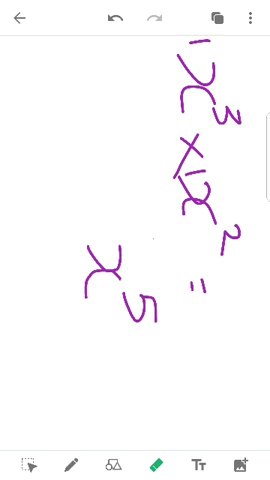 1x³ × 1x² =
x⁵